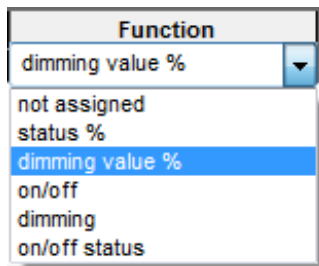 Function
dimming value %
not assigned
status %
dimming value %
on/off
dimming
on/off status